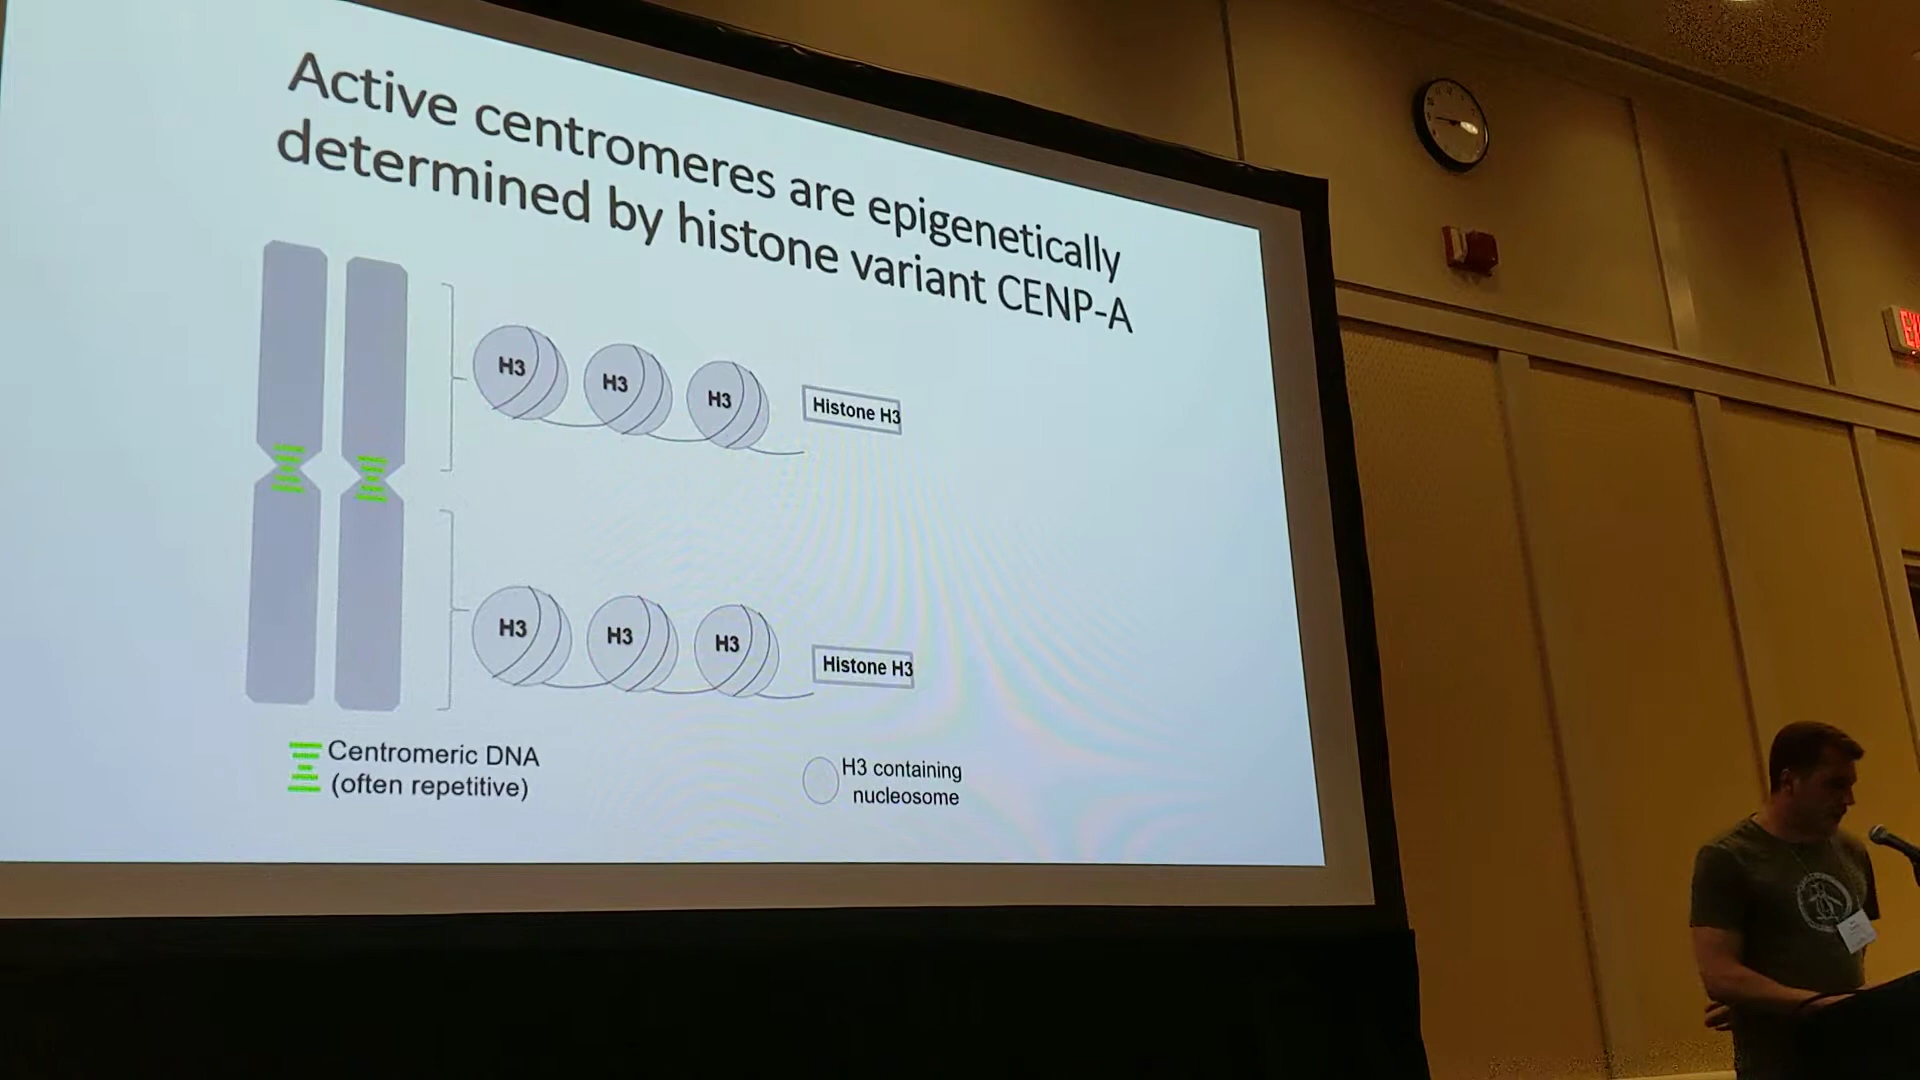 Active centromeres are epigenetically
determined by histone variant CENP-A
H3
H3
H3
Histone H3
H3
H3
H3
Histone H3
Centromeric DNA
(often repetitive)
H3 containing
nucleosome